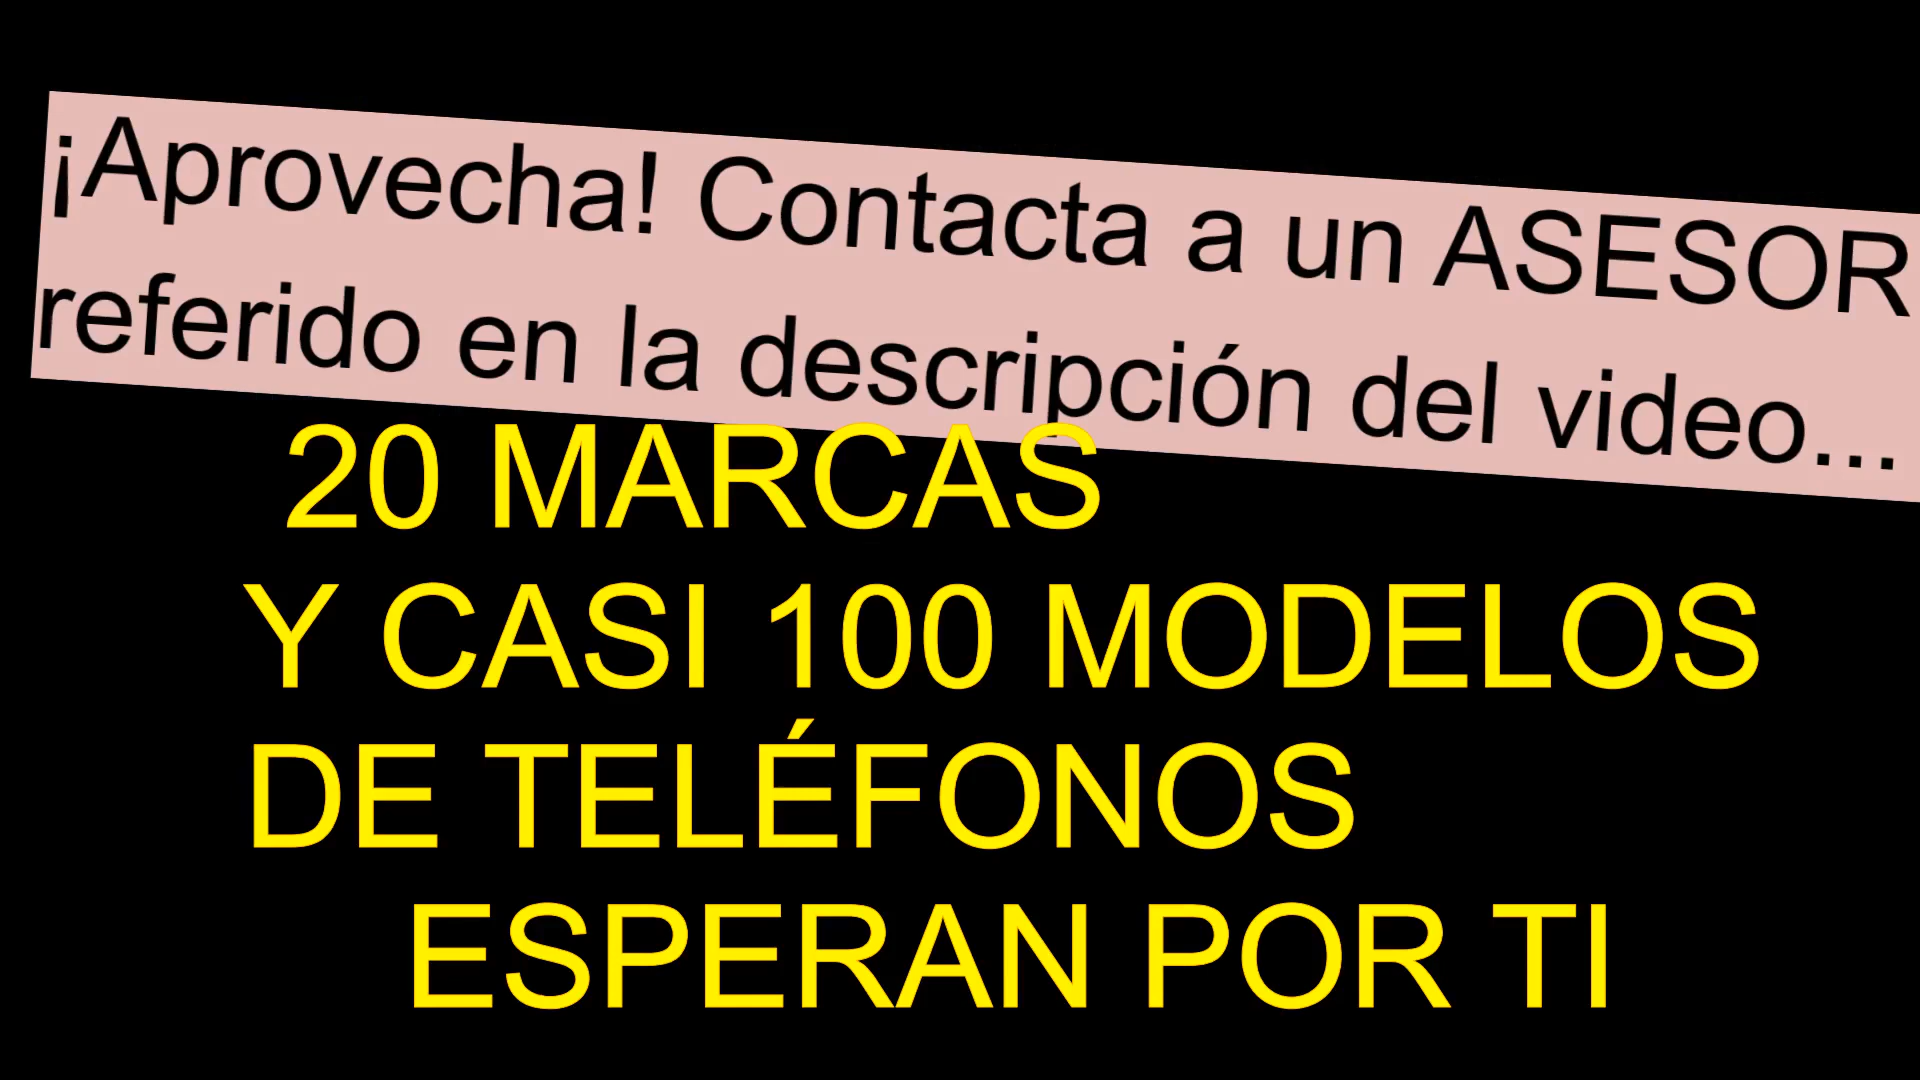 ¡Aprovecha! Contacta a un ASESOR
referido en la descripción del video...
20 MARCAS
Y CASI 100 MODELOS
DE TELÉFONOS
ESPERAN POR TI